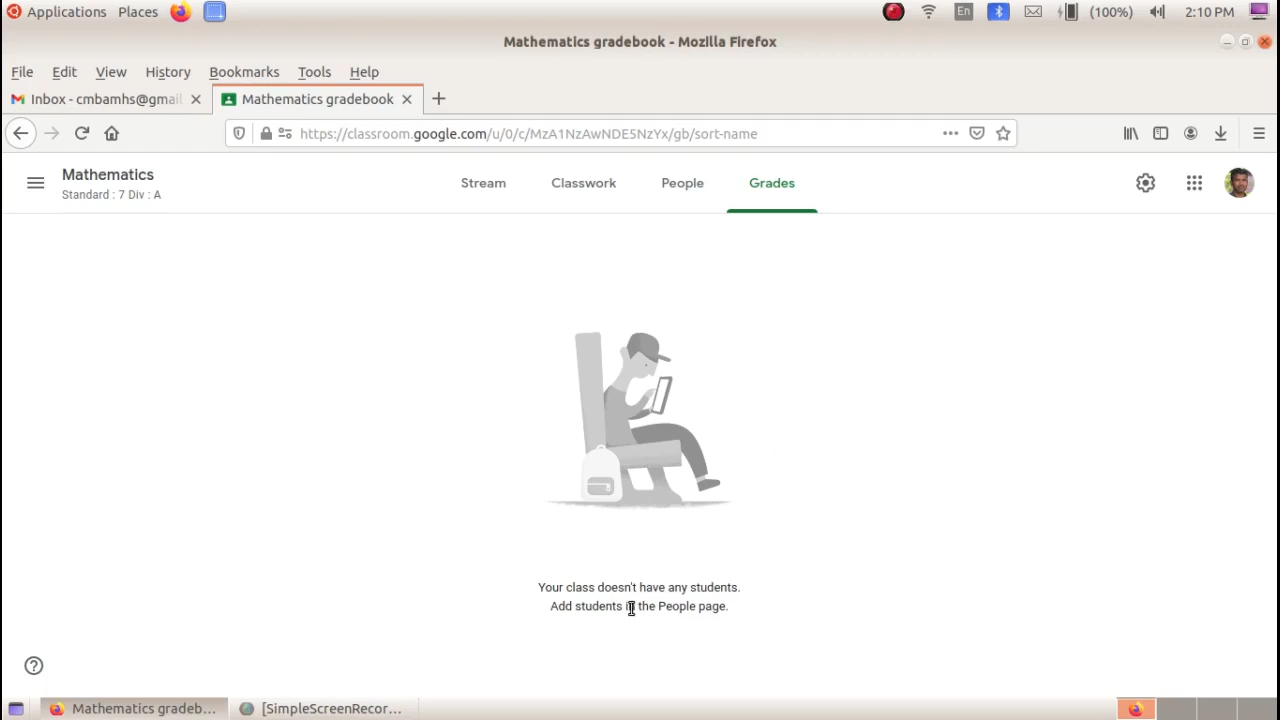 Applications Places En (100%) 2:10 PM
Mathematics gradebook - Mozilla Firefox
File Edit View History Bookmarks Tools Help
Inbox - cmbamhs@gmail Mathematics gradebook
https://classroom.google.com/u/0/c/MzA1NzAwNDE5NzYx/gb/sort-name
Mathematics
Standard : 7 Div : A
Stream Classwork People Grades
Your class doesn't have any students.
Add students in the People page.
Mathematics gradeb... [SimpleScreenRecor...